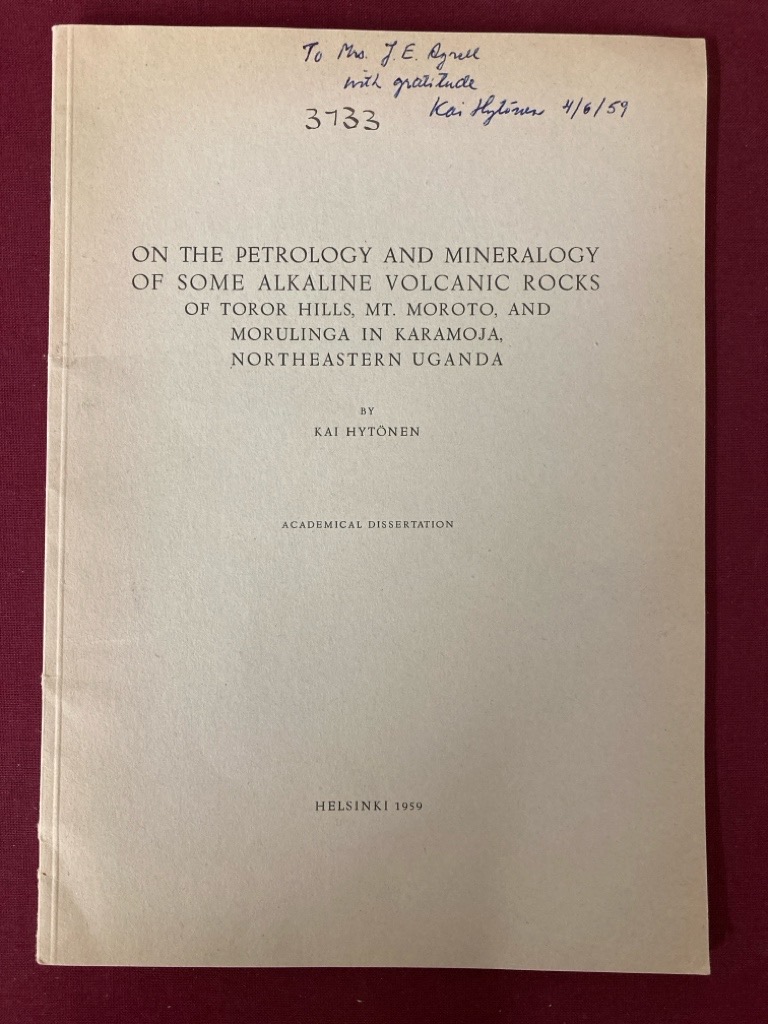 To Mrs. J. E. Agrell
with gratitude
Kai Hytönen 4/6/59
3733
ON THE PETROLOGY AND MINERALOGY
OF SOME ALKALINE VOLCANIC ROCKS
OF TOROR HILLS, MT. MOROTO, AND
MORULINGA IN KARAMOJA,
NORTHEASTERN UGANDA
BY
KAI HYTÖNEN
ACADEMICAL DISSERTATION
HELSINKI 1959